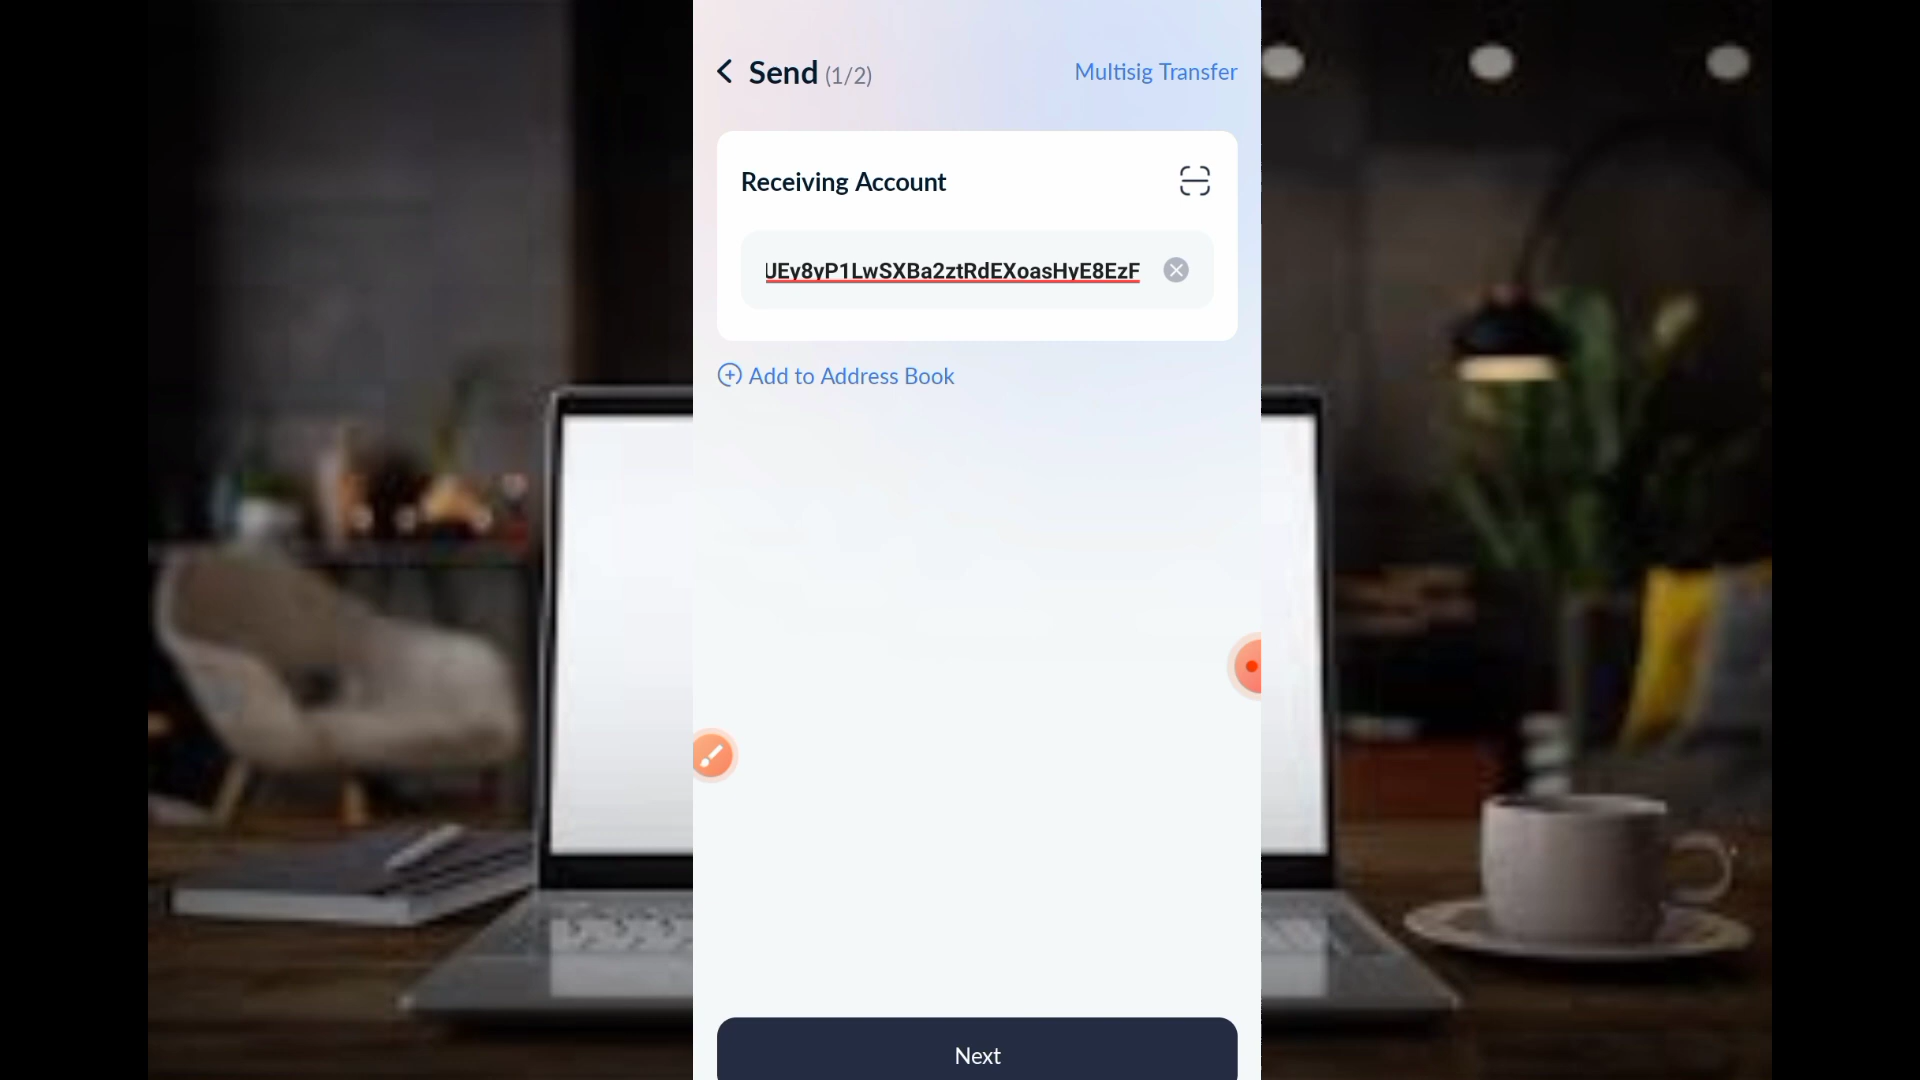 Send (1/2)
Multisig Transfer
Receiving Account
UEy8yP1LwSXBa2ztRdEXoasHyE8EzF
Add to Address Book
Next